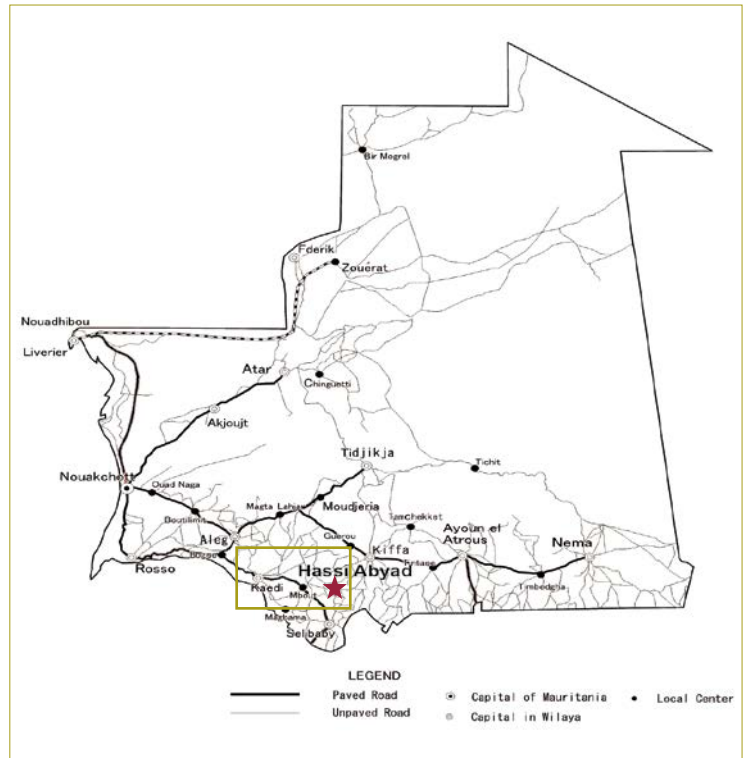 Bir Mogrel
Fderik
Zouerat
Nouadhibou
Liverier
Atar
Chinguetti
Akjoujt
Tidjikja
Tichit
Nouakchott
Ouad Naga
Magta Lahjar
Moudjeria
Boutilimit
Tamchekket
Ayoun el
Atrous
Nema
Aleg
Guerou
Kiffa
Rosso
Hassi Abyad
Kaedi
Mbout
Timbedgha
Maghama
Selibaby
LEGEND
Paved Road
Capital of Mauritania
Local Center
Unpaved Road
Capital in Wilaya